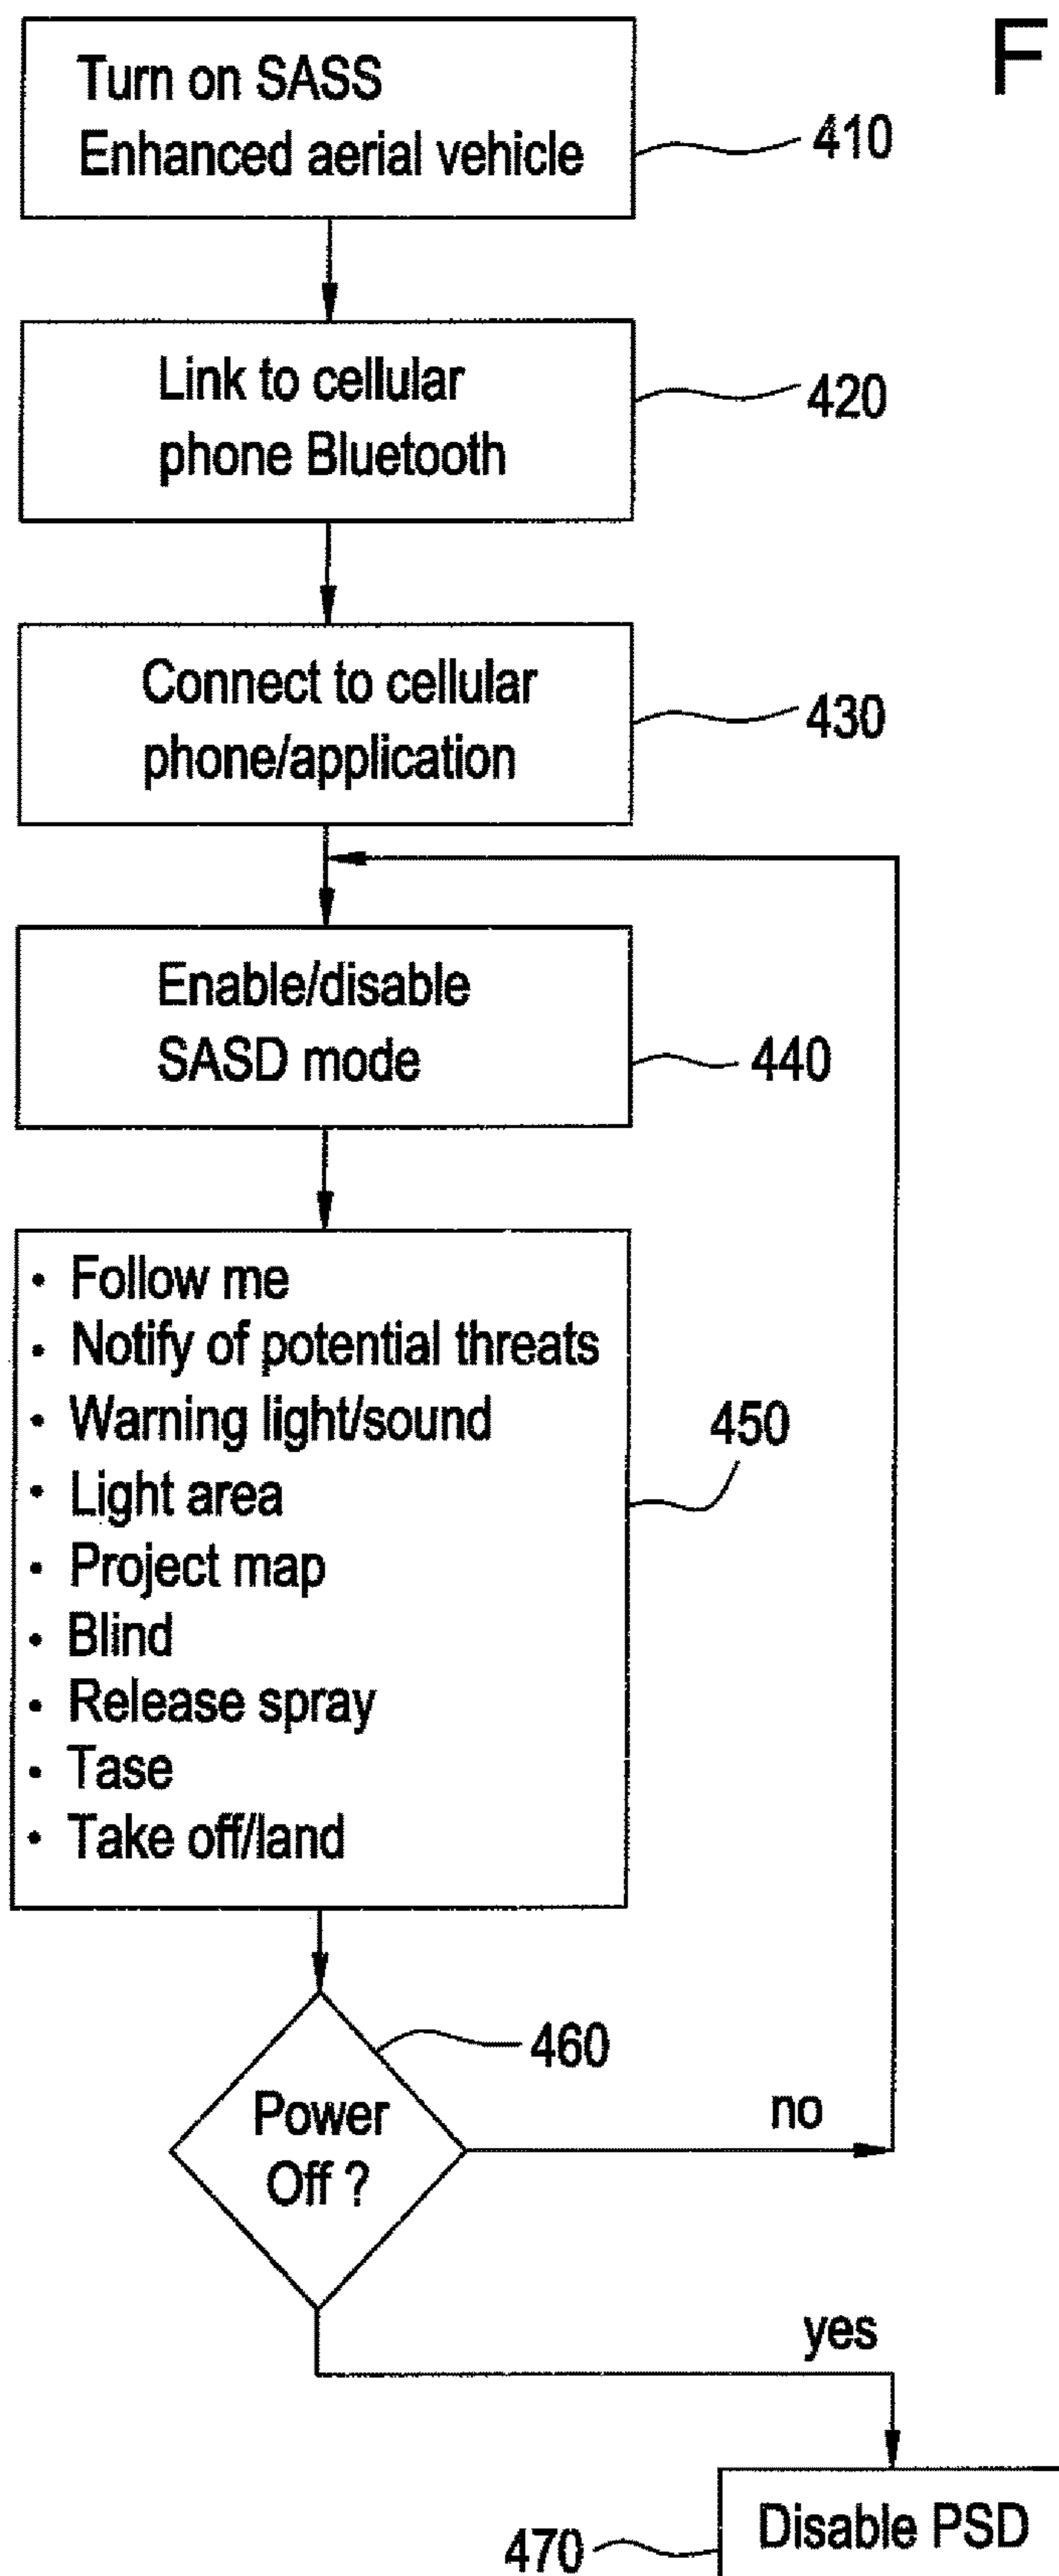 F
Turn on SASS
Enhanced aerial vehicle
410
Link to cellular
phone Bluetooth
420
Connect to cellular
phone/application
430
Enable/disable
SASD mode
440
• Follow me
• Notify of potential threats
• Warning light/sound
• Light area
• Project map
• Blind
• Release spray
• Tase
• Take off/land
450
460
Power
Off ?
no
yes
Disable PSD
470